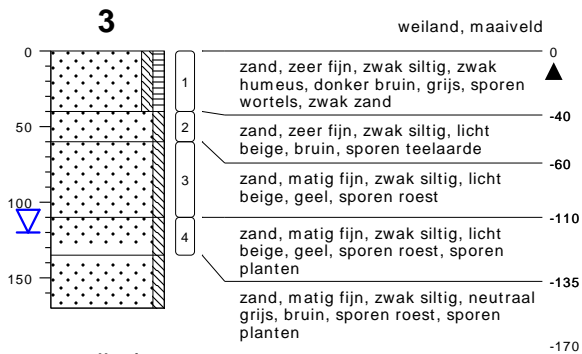 3
weiland, maaiveld
0
0
zand, zeer fijn, zwak siltig, zwak
humeus, donker bruin, grijs, sporen
wortels, zwak zand
1
-40
50
2
zand, zeer fijn, zwak siltig, licht
beige, bruin, sporen teelaarde
-60
3
zand, matig fijn, zwak siltig, licht
beige, geel, sporen roest
100
-110
4
zand, matig fijn, zwak siltig, licht
beige, geel, sporen roest, sporen
planten
-135
150
zand, matig fijn, zwak siltig, neutraal
grijs, bruin, sporen roest, sporen
planten
-170